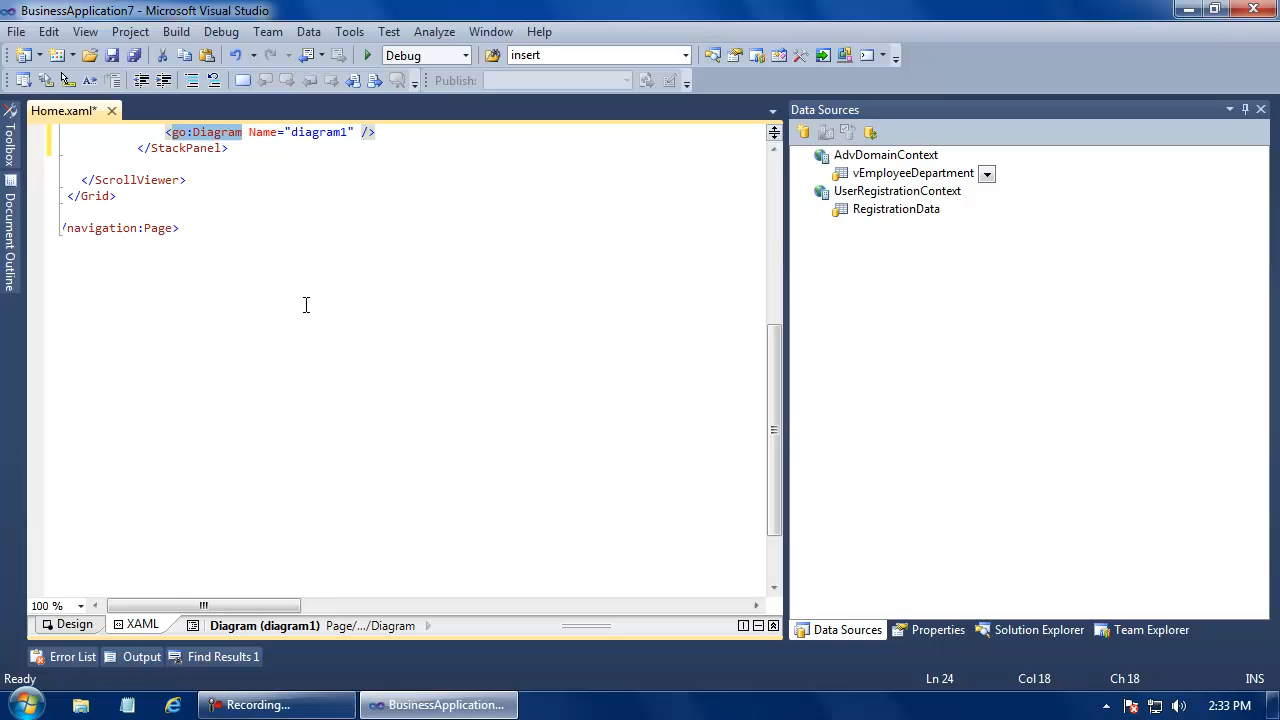 BusinessApplication7 - Microsoft Visual Studio
File Edit View Project Build Debug Team Data Tools Test Analyze Window Help
Debug insert
Publish:
Home.xaml*
Data Sources
<go:Diagram Name="diagram1" />
</StackPanel>
</ScrollViewer>
</Grid>
/navigation:Page>
Toolbox
Document Outline
AdvDomainContext
vEmployeeDepartment
UserRegistrationContext
RegistrationData
100 %
Design XAML Diagram (diagram1) Page/.../Diagram
Data Sources Properties Solution Explorer Team Explorer
Error List Output Find Results 1
Ready Ln 24 Col 18 Ch 18 INS
Recording... BusinessApplication... 2:33 PM